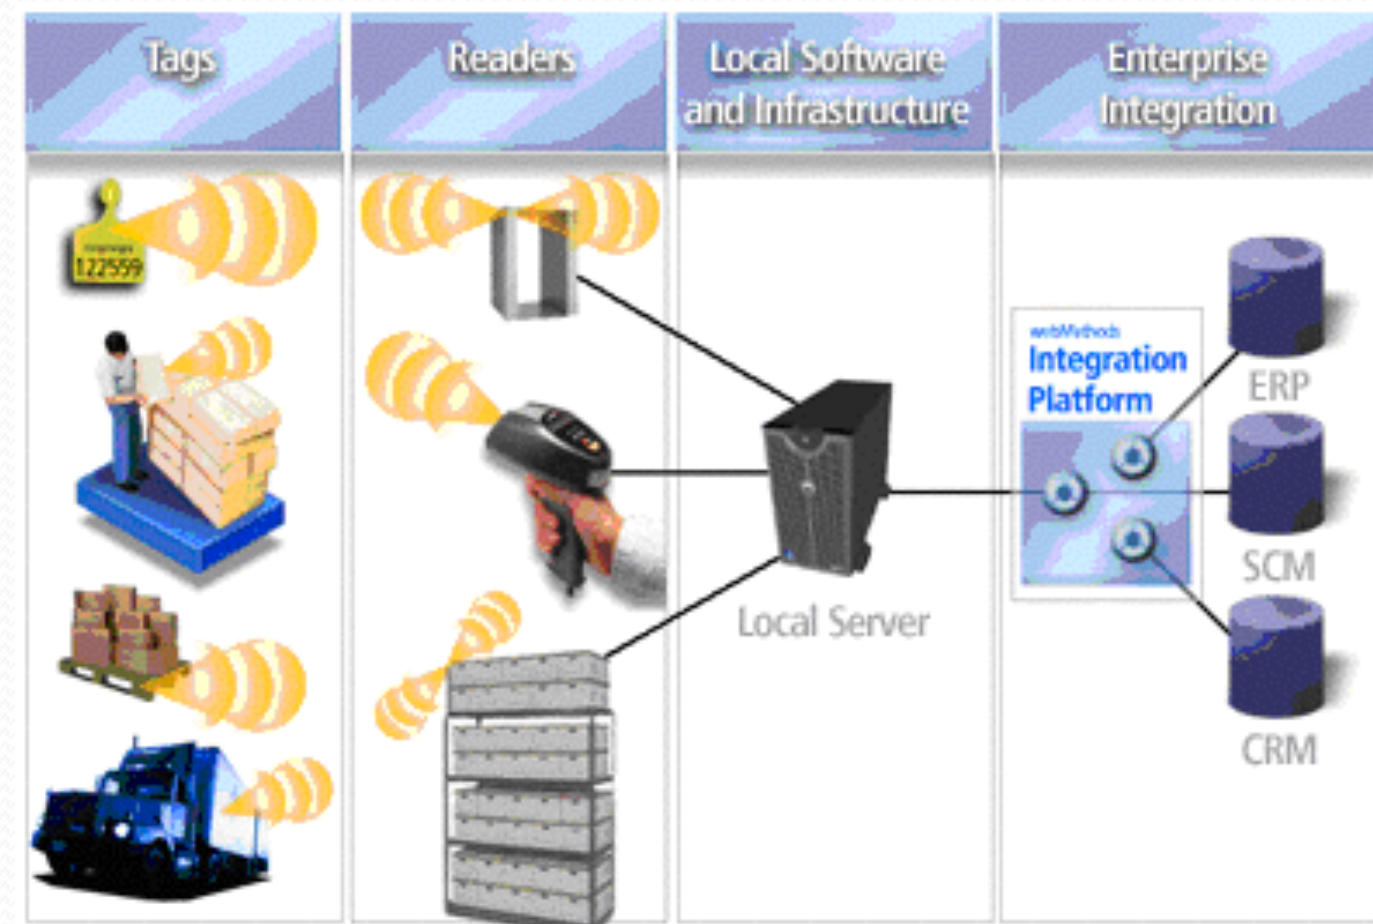 Tags
Readers
Local Software
and Infrastructure
Enterprise
Integration
122559
webMethods
Integration
Platform
ERP
SCM
CRM
Local Server